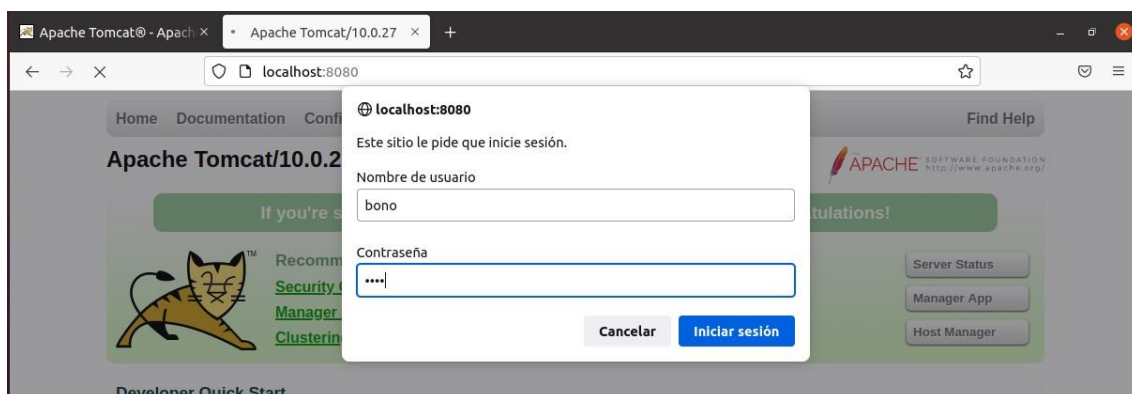 Apache Tomcat® - Apach
Apache Tomcat/10.0.27
localhost:8080
Home Documentation Confi
Find Help
localhost:8080
Este sitio le pide que inicie sesión.
Nombre de usuario
bono
Contraseña
••••
Cancelar
Iniciar sesión
Apache Tomcat/10.0.2
APACHE
SOFTWARE FOUNDATION
http://www.apache.org/
If you're s
tulations!
TM
Recomm
Security
Manager
Clusterin
Server Status
Manager App
Host Manager
Developer Quick Start